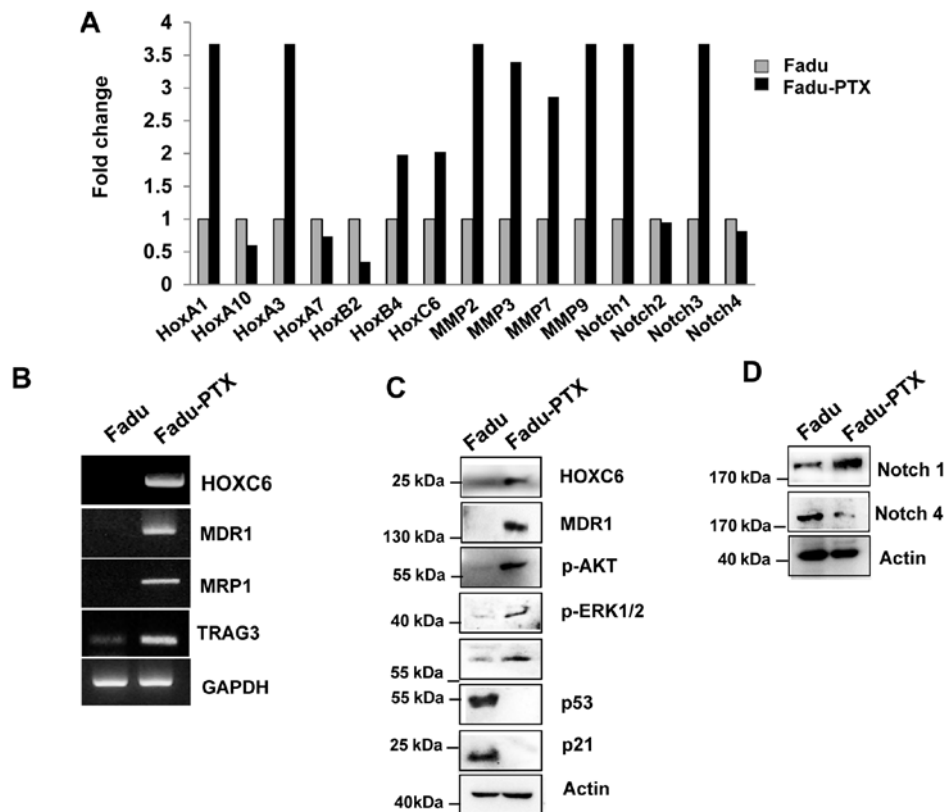 A
Fold change
4
3.5
3
2.5
2
1.5
1
0.5
0
HoxA1
HoxA10
HoxA3
HoxA7
HoxB2
HoxB4
HoxC6
MMP2
MMP3
MMP7
MMP9
Notch1
Notch2
Notch3
Notch4
Fadu
Fadu-PTX
B
Fadu
Fadu-PTX
HOXC6
MDR1
MRP1
TRAG3
GAPDH
C
Fadu
Fadu-PTX
25 kDa
HOXC6
130 kDa
MDR1
55 kDa
p-AKT
40 kDa
p-ERK1/2
55 kDa
55 kDa
p53
25 kDa
p21
40kDa
Actin
D
Fadu
Fadu-PTX
170 kDa
Notch 1
170 kDa
Notch 4
40 kDa
Actin